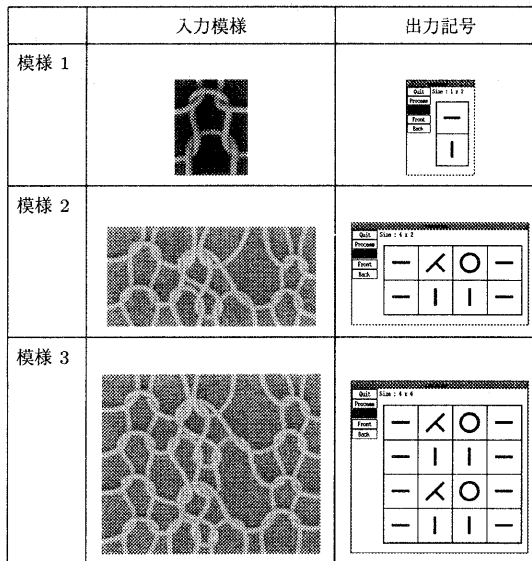 入力模様 出力記号
模様 1
Quit Size : 1 x 2
Process
Front
Back
模様 2
Quit Size : 4 x 2
Process
Front
Back
模様 3
Quit Size : 4 x 4
Process
Front
Back